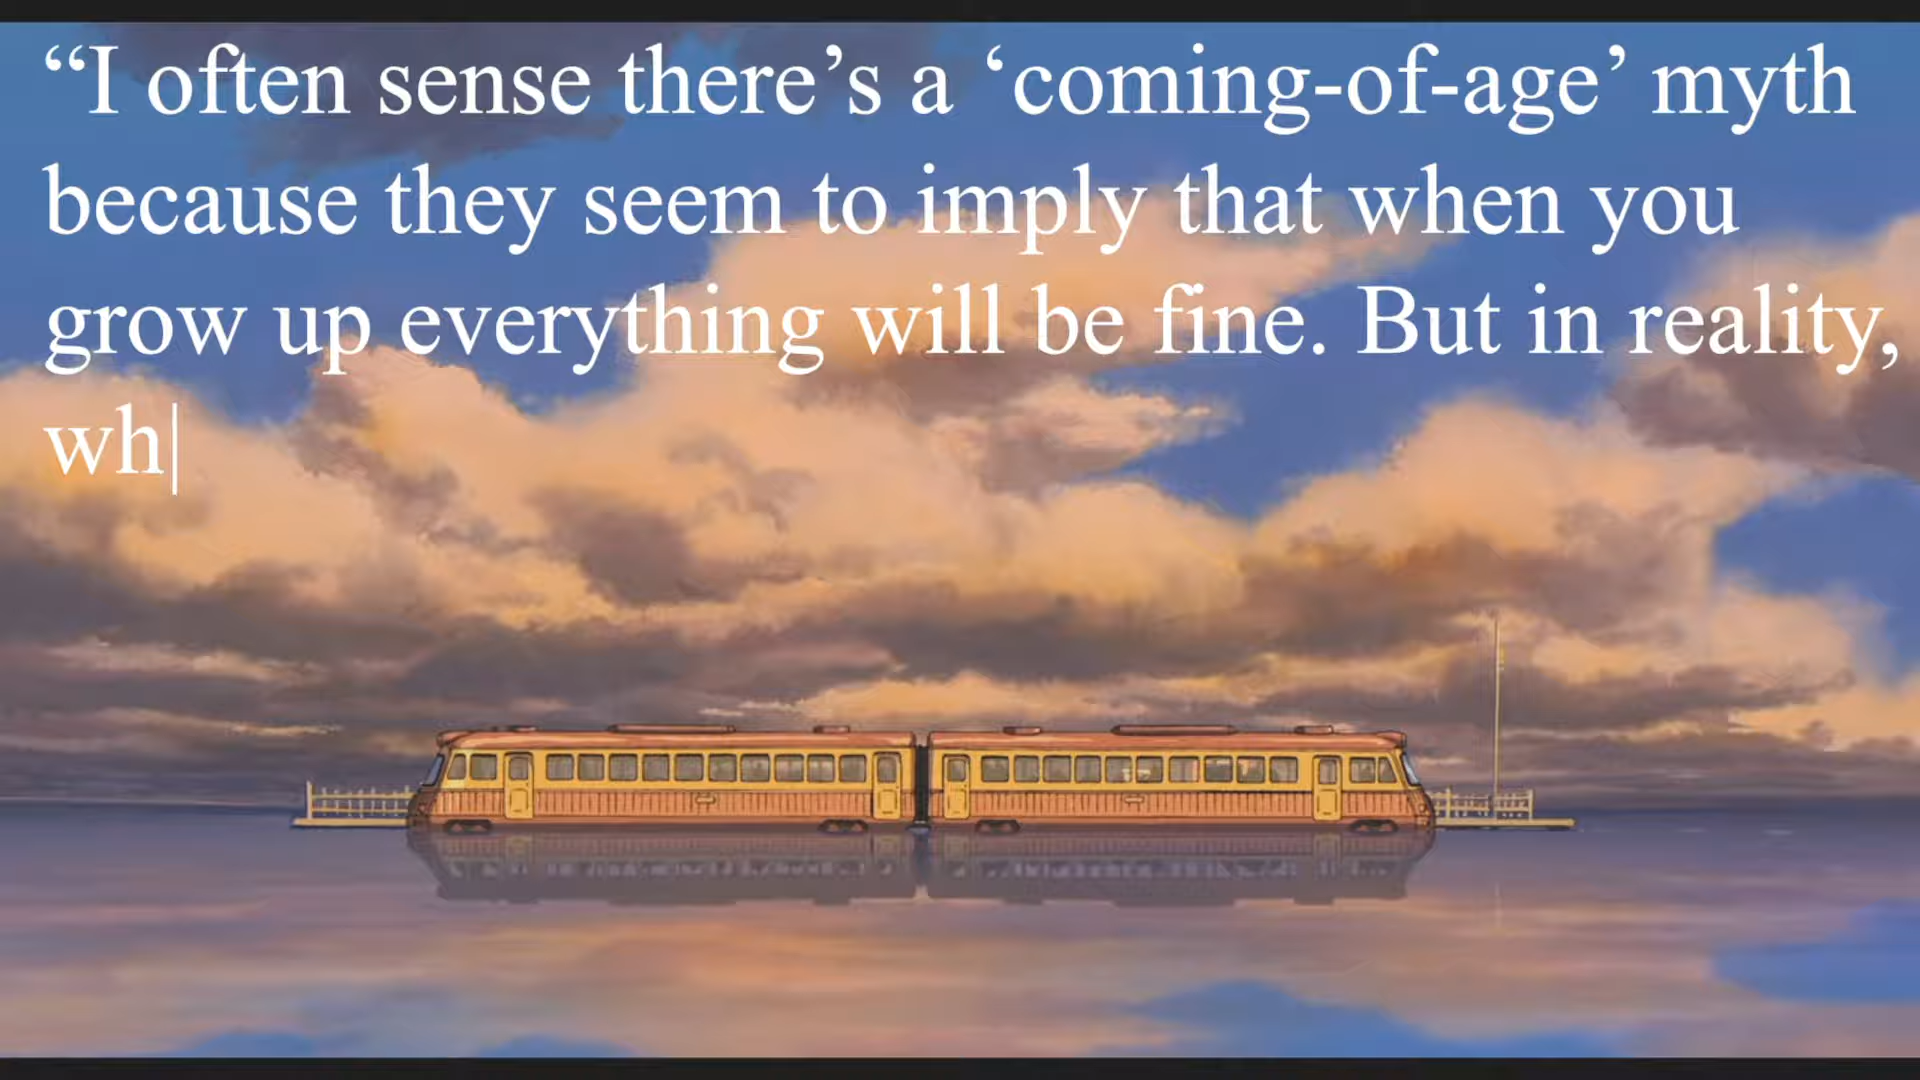 “I often sense there’s a ‘coming-of-age’ myth
because they seem to imply that when you
grow up everything will be fine. But in reality,
wh|